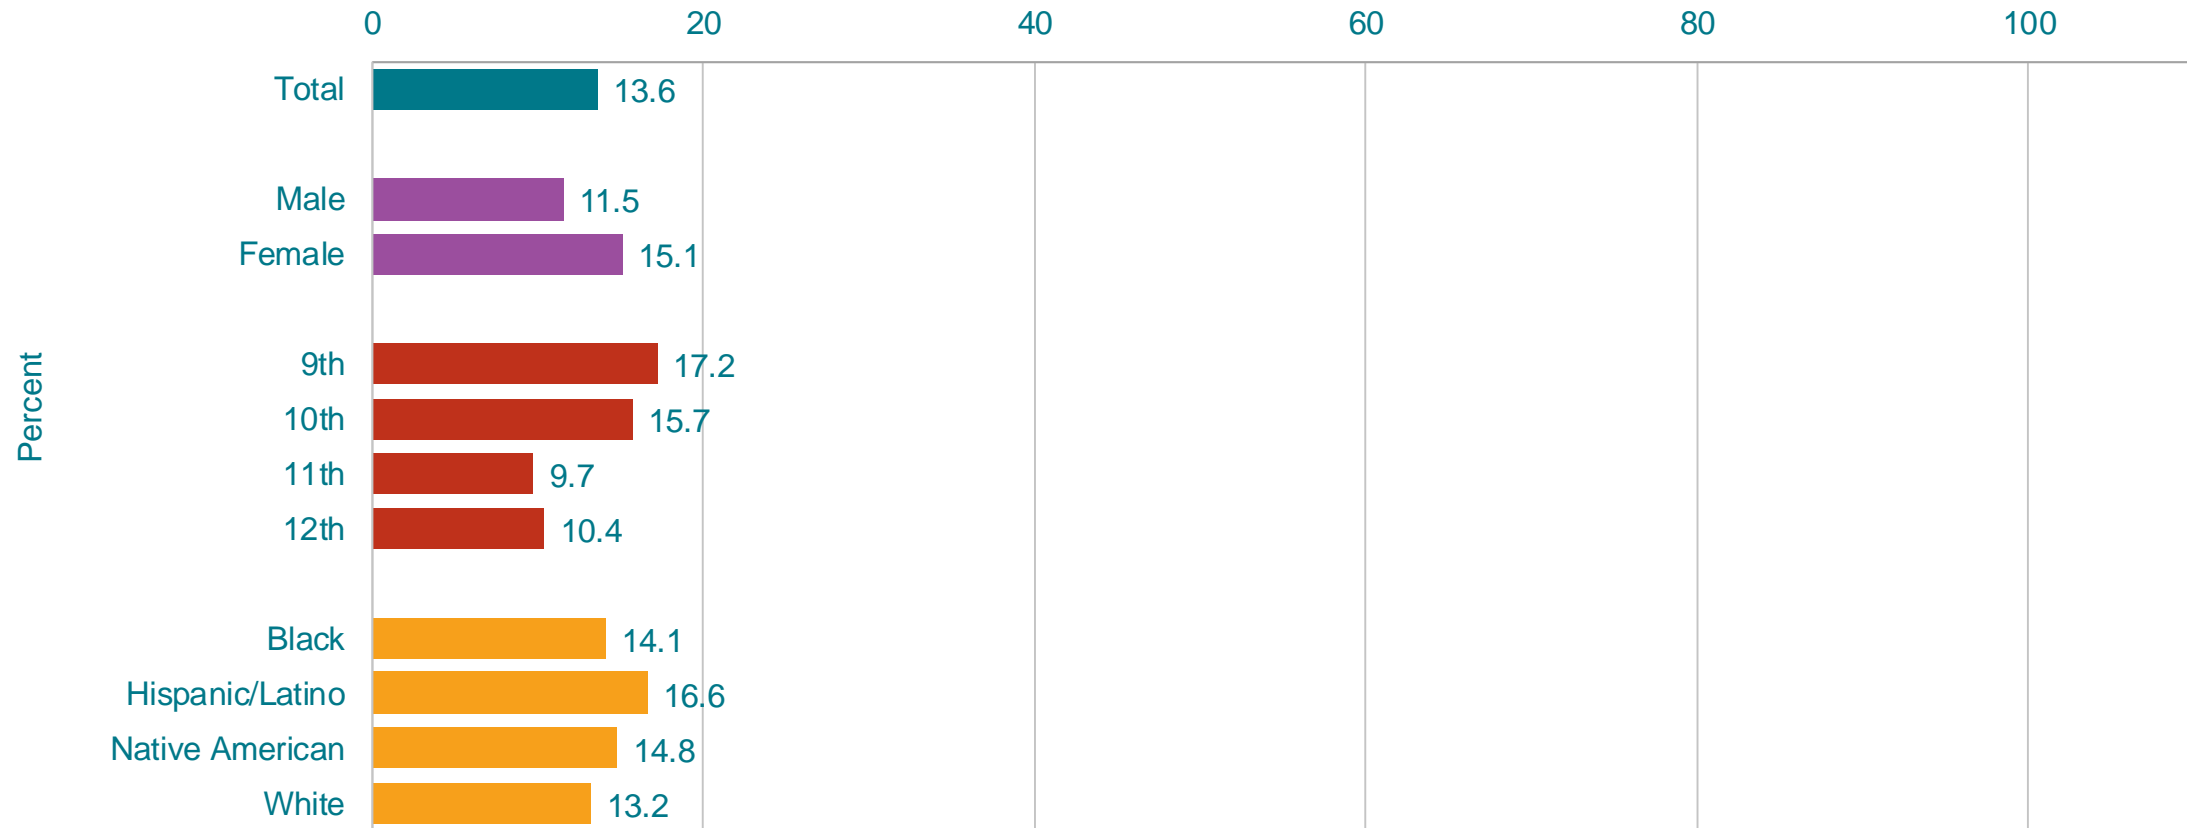 0 20 40 60 80 100
Total 13.6
Male 11.5
Female 15.1
Percent
9th 17.2
10th 15.7
11th 9.7
12th 10.4
Black 14.1
Hispanic/Latino 16.6
Native American 14.8
White 13.2